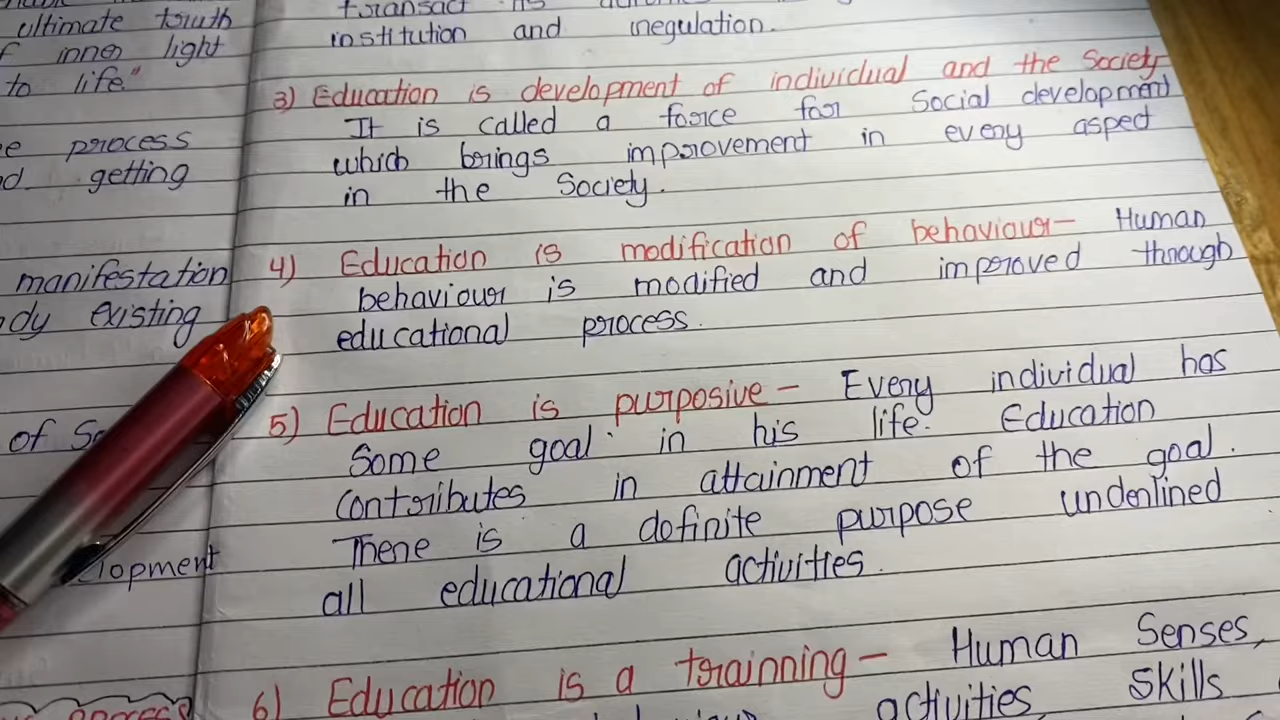 ultimate truth
inner light
to life."
process
getting
manifestation
existing
of
lopment
institution and inegulation.
3) Education is development of individual and the Society
It is called a force for Social development
which brings improvement in every aspect
in the Society.
4) Education is modification of behaviour- Human
behaviour is modified and improved through
educational process.
5) Education is purposive - Every individual has
Some goal in his life. Education
contributes in attainment of the goal.
There is a definite purpose underlined
all educational activities.
6) Education is a trainning - Human Senses,
activities Skills